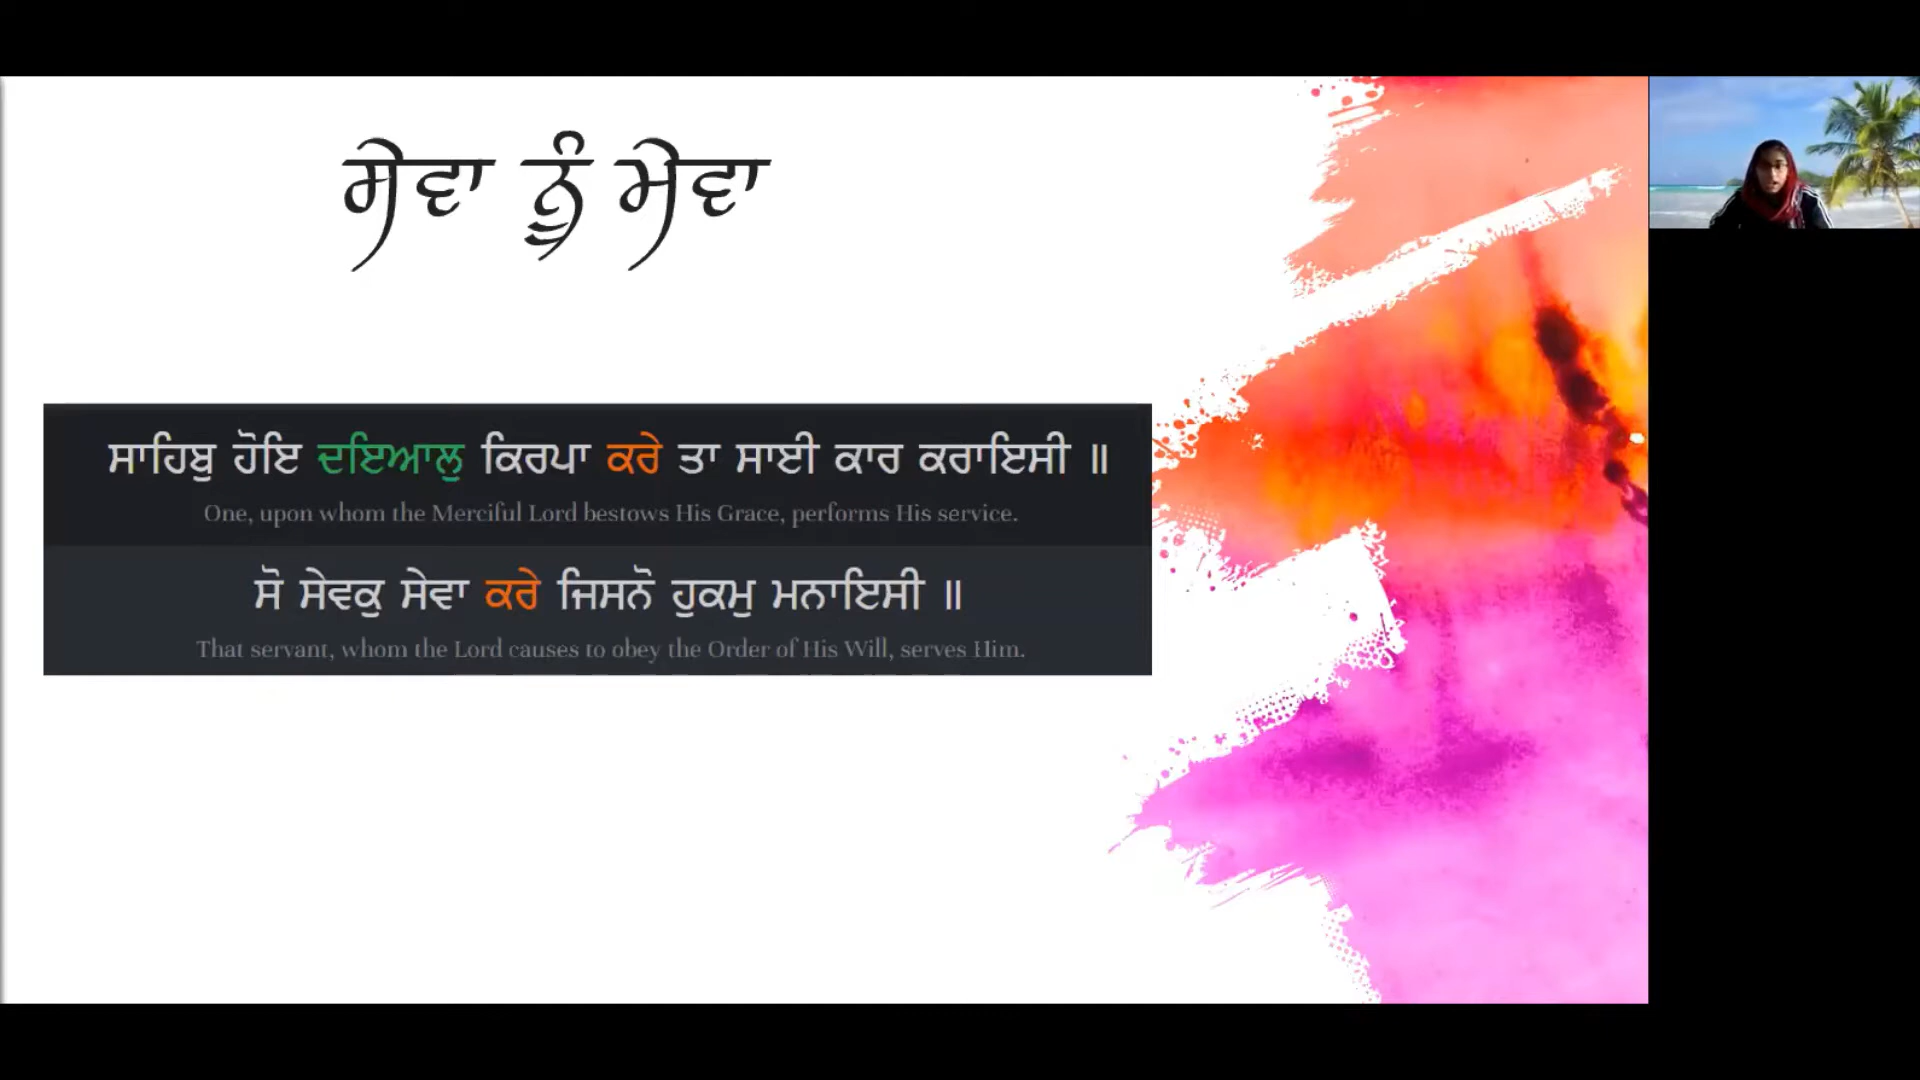 ਸੇਵਾ ਨੂੰ ਮੇਵਾ
ਸਾਹਿਬੁ ਹੋਇ ਦਇਆਲੁ ਕਿਰਪਾ ਕਰੇ ਤਾ ਸਾਈ ਕਾਰ ਕਰਾਇਸੀ ॥
One, upon whom the Merciful Lord bestows His Grace, performs His service.
ਸੋ ਸੇਵਕੁ ਸੇਵਾ ਕਰੇ ਜਿਸਨੋ ਹੁਕਮੁ ਮਨਾਇਸੀ ॥
That servant, whom the Lord causes to obey the Order of His Will, serves Him.